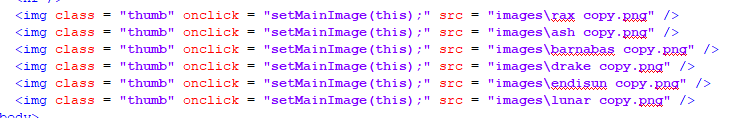 <img class = "thumb" onclick = "setMainImage(this);" src = "images\rax copy.png" />
<img class = "thumb" onclick = "setMainImage(this);" src = "images\ash copy.png" />
<img class = "thumb" onclick = "setMainImage(this);" src = "images\barnabas copy.png" />
<img class = "thumb" onclick = "setMainImage(this);" src = "images\drake copy.png" />
<img class = "thumb" onclick = "setMainImage(this);" src = "images\endisun copy.png" />
<img class = "thumb" onclick = "setMainImage(this);" src = "images\lunar copy.png" />
body>